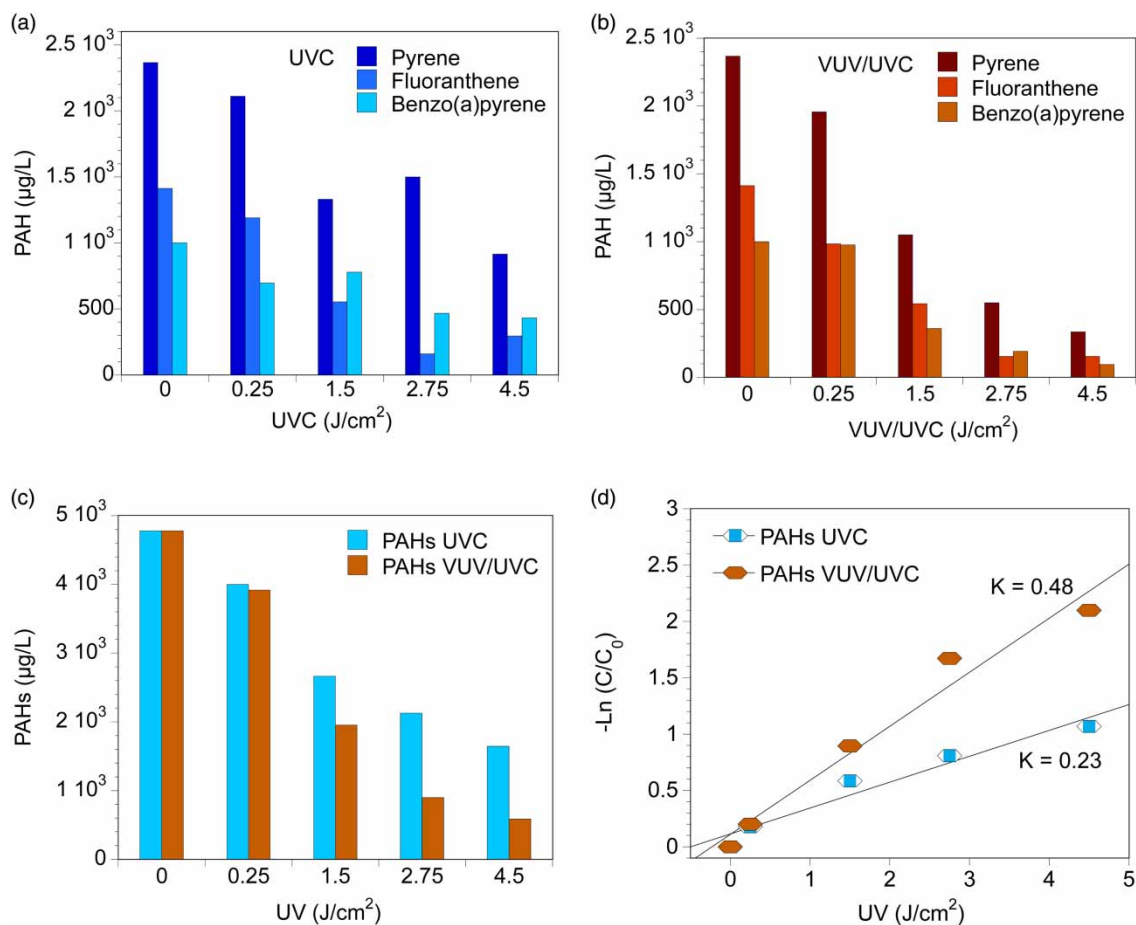 (a)
UVC
Pyrene
Fluoranthene
Benzo(a)pyrene
2.5 10³
2 10³
1.5 10³
1 10³
500
0
PAH (µg/L)
0 0.25 1.5 2.75 4.5
UVC (J/cm²)
(b)
VUV/UVC
Pyrene
Fluoranthene
Benzo(a)pyrene
2.5 10³
2 10³
1.5 10³
1 10³
500
0
PAH (µg/L)
0 0.25 1.5 2.75 4.5
VUV/UVC (J/cm²)
(c)
PAHs UVC
PAHs VUV/UVC
5 10³
4 10³
3 10³
2 10³
1 10³
0
PAHs (µg/L)
0 0.25 1.5 2.75 4.5
UV (J/cm²)
(d)
PAHs UVC
PAHs VUV/UVC
K = 0.48
K = 0.23
3
2.5
2
1.5
1
0.5
0
-Ln (C/C₀)
0 1 2 3 4 5
UV (J/cm²)